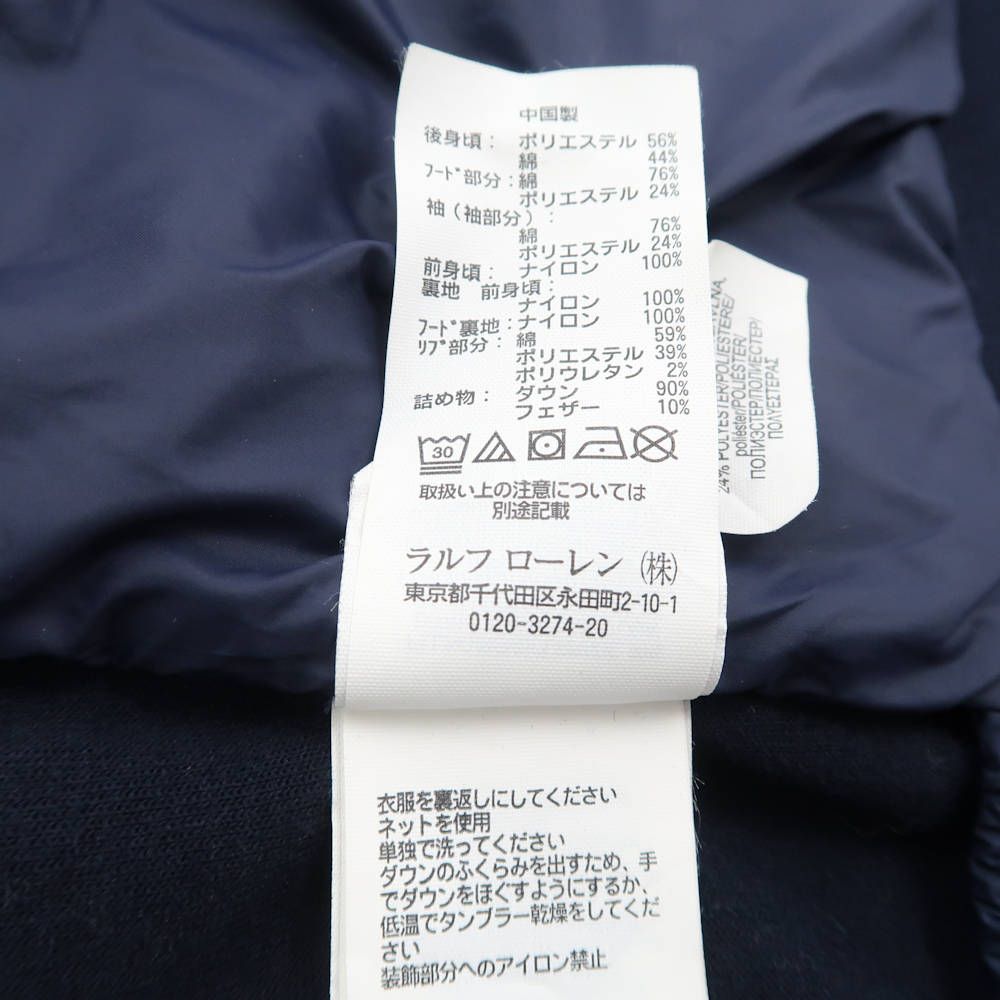 中国製
後身頃：ポリエステル 56%
綿 44%
ﾌｰﾄﾞ部分：綿 76%
ポリエステル 24%
袖（袖部分）：
綿 76%
ポリエステル 24%
前身頃：ナイロン 100%
裏地 前身頃：
ナイロン 100%
ﾌｰﾄﾞ裏地：ナイロン 100%
ﾘﾌﾞ部分：綿 59%
ポリエステル 39%
ポリウレタン 2%
詰め物：ダウン 90%
フェザー 10%
30
取扱い上の注意については
別途記載
ラルフ ローレン（株）
東京都千代田区永田町2-10-1
0120-3274-20
衣服を裏返しにしてください
ネットを使用
単独で洗ってください
ダウンのふくらみを出すため、手
でダウンをほぐすようにするか、
低温でタンブラー乾燥をしてくだ
さい
装飾部分へのアイロン禁止
24% POLYESTER/POLIESTERE/
poliéster/POLIÉSTER/
ПОЛИЭСТЕР/ПОЛИЕСТЕР/
ΠΟΛΥΕΣΤΕΡΑΣ